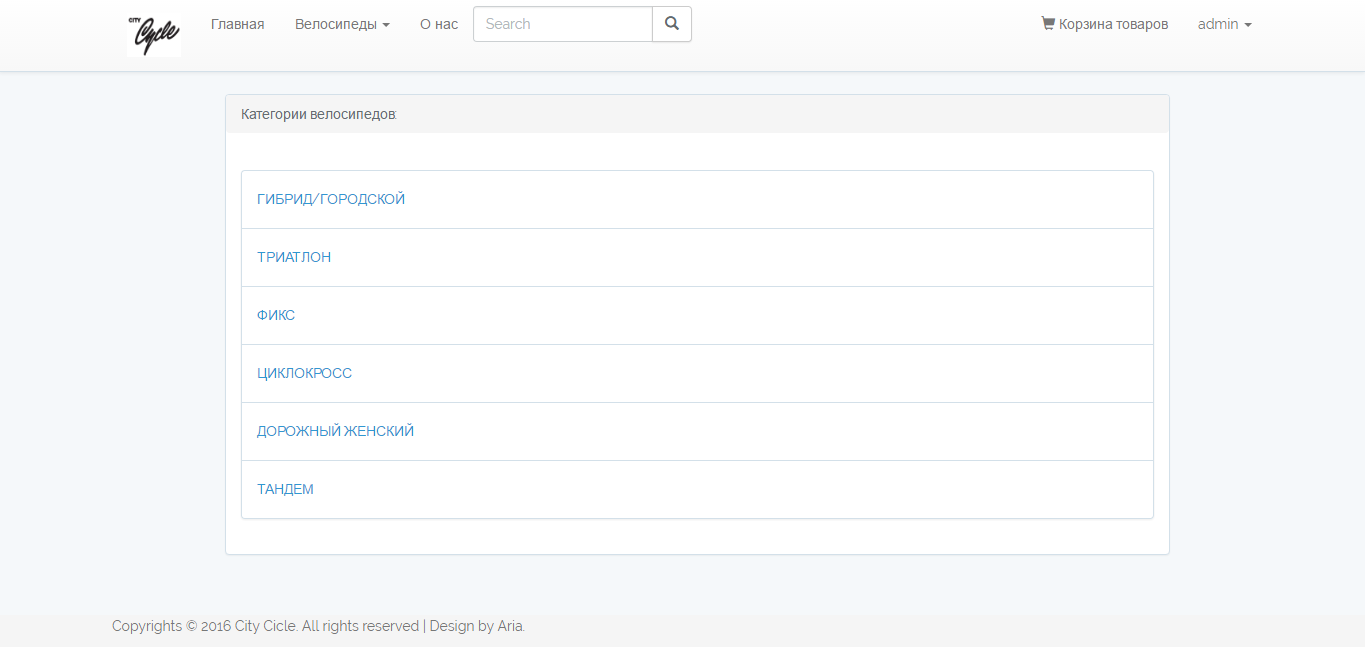 CITY
Cycle
Главная
Велосипеды
О нас
Search
Корзина товаров
admin
Категории велосипедов:
ГИБРИД/ГОРОДСКОЙ
ТРИАТЛОН
ФИКС
ЦИКЛОКРОСС
ДОРОЖНЫЙ ЖЕНСКИЙ
ТАНДЕМ
Copyrights © 2016 City Cicle. All rights reserved | Design by Aria.